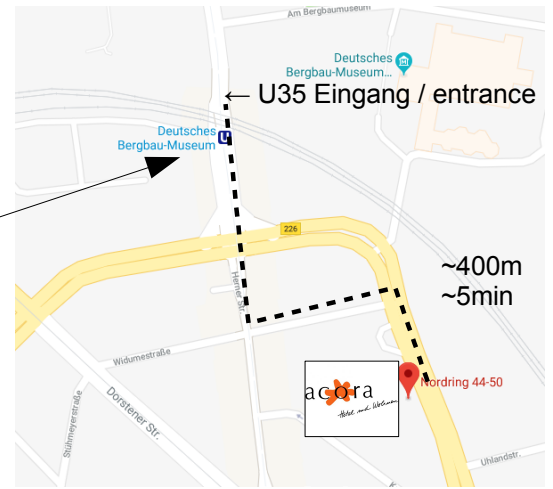 Am Bergbaumuseum
Deutsches
Bergbau-Museum...
← U35 Eingang / entrance
Deutsches
Bergbau-Museum
U
226
Herner Str.
~400m
~5min
Widumestraße
Nordring 44-50
acora
Hotel und Wohnen
Dorstener Str.
Stühmeyerstraße
Uhlandstr.
K